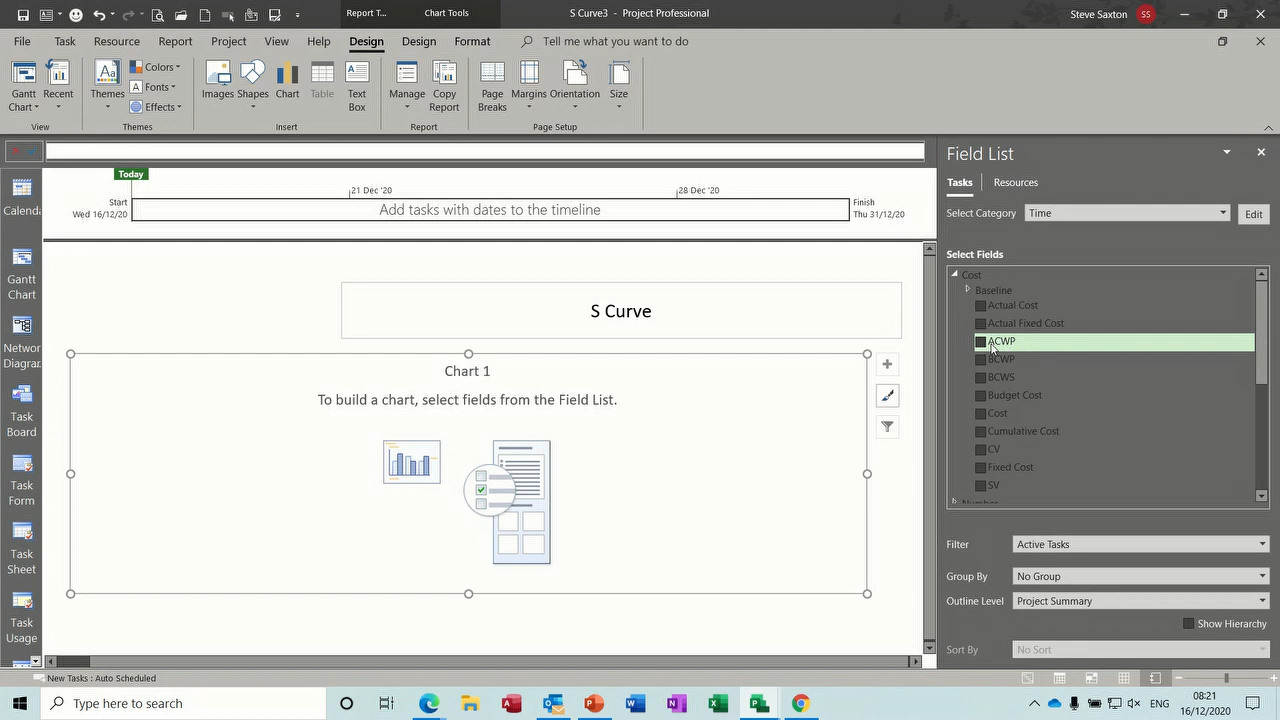 Report T... Chart Tools S Curve3 - Project Professional Steve Saxton SS
File Task Resource Report Project View Help Design Design Format Tell me what you want to do
Gantt Chart
Recent
Themes
Colors
Fonts
Effects
Images
Shapes
Chart
Table
Text Box
Manage
Copy Report
Page Breaks
Margins
Orientation
Size
View Themes Insert Report Page Setup
Today
21 Dec '20 28 Dec '20
Start
Wed 16/12/20
Add tasks with dates to the timeline
Finish
Thu 31/12/20
Calenda
Gantt
Chart
Networ
Diagram
Task
Board
Task
Form
Task
Sheet
Task
Usage
S Curve
Chart 1
To build a chart, select fields from the Field List.
Field List
Tasks Resources
Select Category Time Edit
Select Fields
Cost
Baseline
Actual Cost
Actual Fixed Cost
ACWP
BCWP
BCWS
Budget Cost
Cost
Cumulative Cost
CV
Fixed Cost
SV
Number
Filter Active Tasks
Group By No Group
Outline Level Project Summary
Show Hierarchy
Sort By No Sort
New Tasks : Auto Scheduled
Type here to search
ENG
08:21
16/12/2020